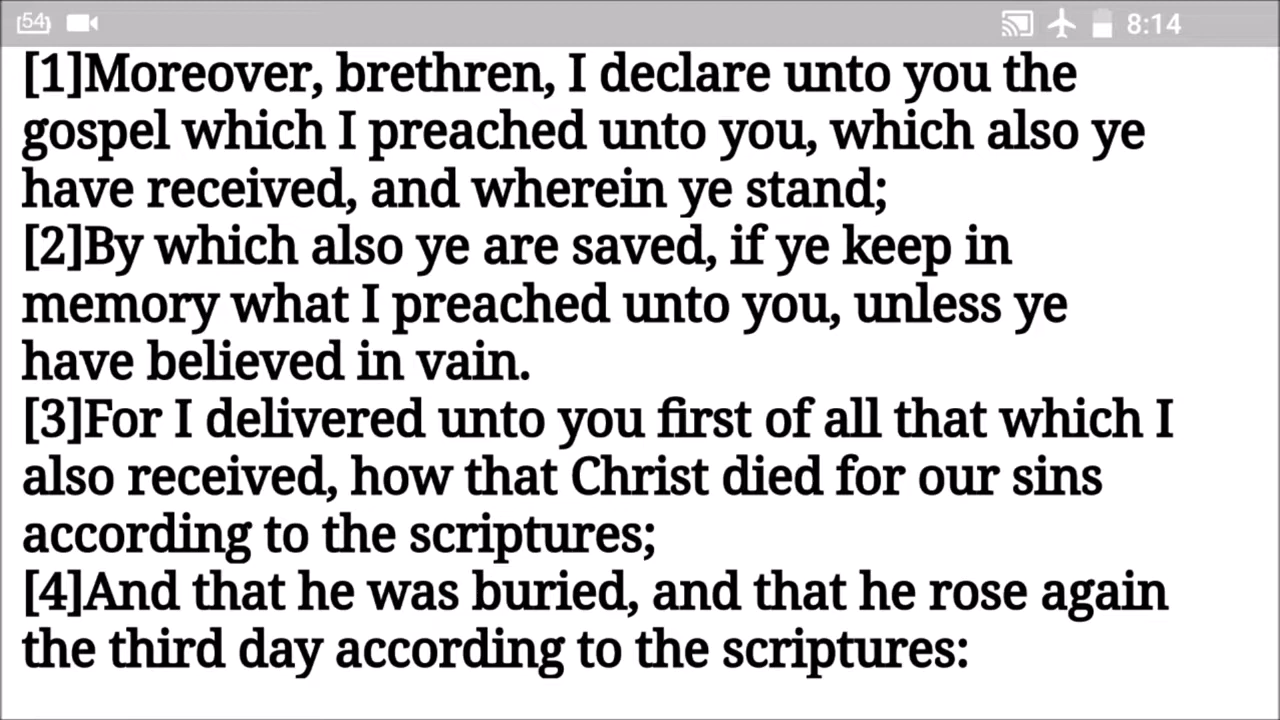 54 8:14
[1]Moreover, brethren, I declare unto you the
gospel which I preached unto you, which also ye
have received, and wherein ye stand;
[2]By which also ye are saved, if ye keep in
memory what I preached unto you, unless ye
have believed in vain.
[3]For I delivered unto you first of all that which I
also received, how that Christ died for our sins
according to the scriptures;
[4]And that he was buried, and that he rose again
the third day according to the scriptures: